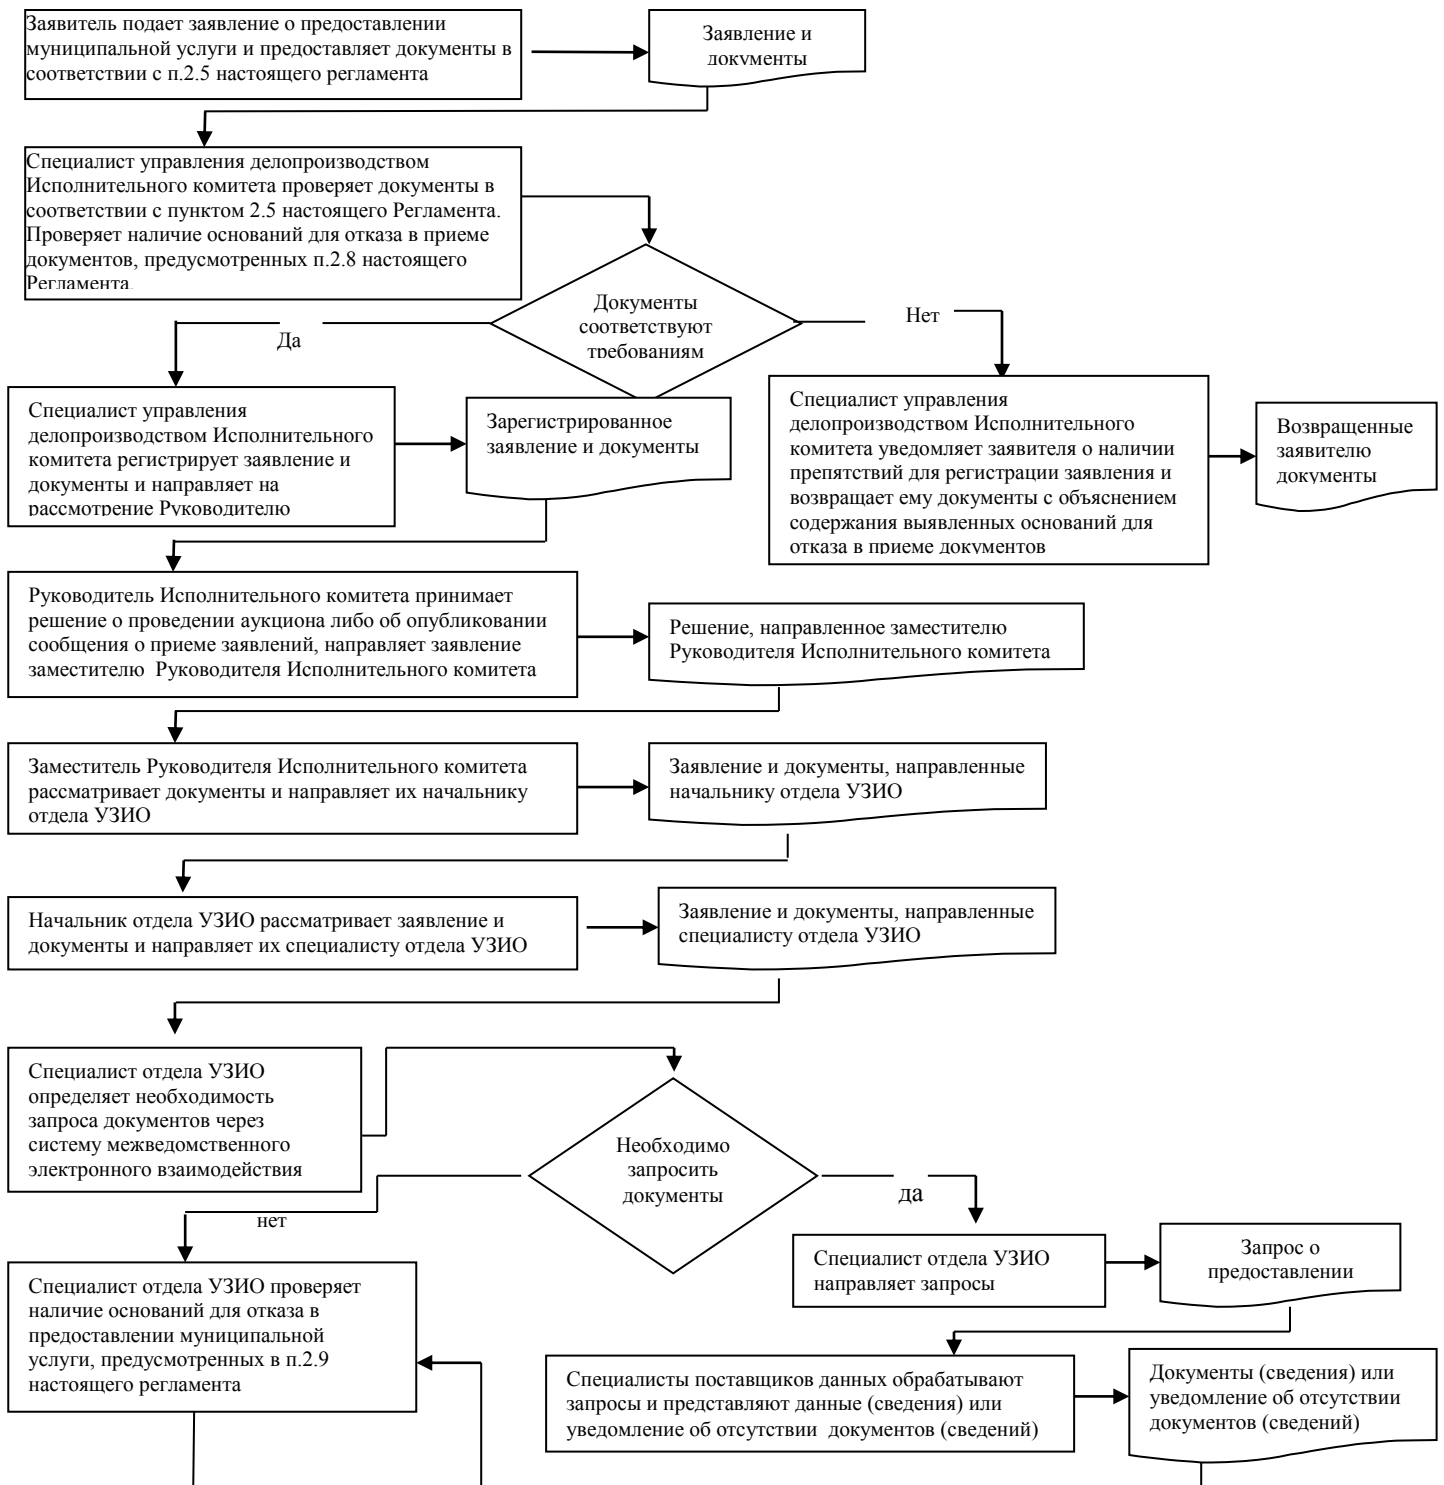 Заявитель подает заявление о предоставлении
муниципальной услуги и предоставляет документы в
соответствии с п.2.5 настоящего регламента
Заявление и
документы
Специалист управления делопроизводством
Исполнительного комитета проверяет документы в
соответствии с пунктом 2.5 настоящего Регламента.
Проверяет наличие оснований для отказа в приеме
документов, предусмотренных п.2.8 настоящего
Регламента.
Документы
соответствуют
требованиям
Да
Нет
Специалист управления
делопроизводством Исполнительного
комитета регистрирует заявление и
документы и направляет на
рассмотрение Руководителю
Зарегистрированное
заявление и документы
Специалист управления
делопроизводством Исполнительного
комитета уведомляет заявителя о наличии
препятствий для регистрации заявления и
возвращает ему документы с объяснением
содержания выявленных оснований для
отказа в приеме документов
Возвращенные
заявителю
документы
Руководитель Исполнительного комитета принимает
решение о проведении аукциона либо об опубликовании
сообщения о приеме заявлений, направляет заявление
заместителю Руководителя Исполнительного комитета
Решение, направленное заместителю
Руководителя Исполнительного комитета
Заместитель Руководителя Исполнительного комитета
рассматривает документы и направляет их начальнику
отдела УЗИО
Заявление и документы, направленные
начальнику отдела УЗИО
Начальник отдела УЗИО рассматривает заявление и
документы и направляет их специалисту отдела УЗИО
Заявление и документы, направленные
специалисту отдела УЗИО
Специалист отдела УЗИО
определяет необходимость
запроса документов через
систему межведомственного
электронного взаимодействия
Необходимо
запросить
документы
нет
да
Специалист отдела УЗИО
направляет запросы
Запрос о
предоставлении
Специалист отдела УЗИО проверяет
наличие оснований для отказа в
предоставлении муниципальной
услуги, предусмотренных в п.2.9
настоящего регламента
Специалисты поставщиков данных обрабатывают
запросы и представляют данные (сведения) или
уведомление об отсутствии документов (сведений)
Документы (сведения) или
уведомление об отсутствии
документов (сведений)